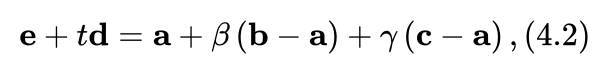 e + td = a + β (b − a) + γ (c − a) , (4.2)